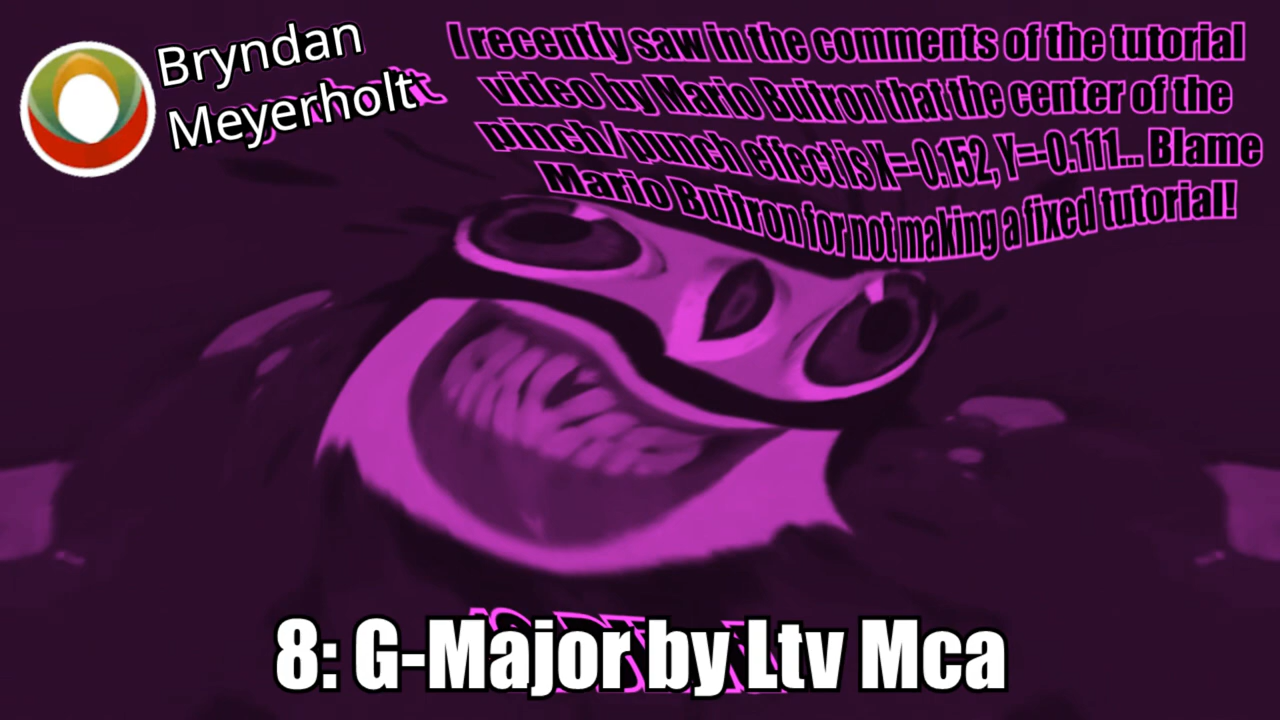 Bryndan
Meyerholt
I recently saw in the comments of the tutorial
video by Mario Buitron that the center of the
pinch/punch effect is X=-0.152, Y=-0.111... Blame
Mario Buitron for not making a fixed tutorial!
8: G-Major by Ltv Mca